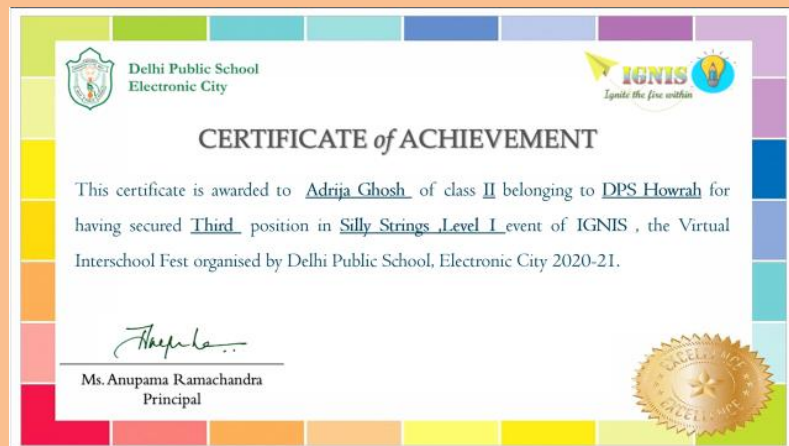 Delhi Public School
Electronic City
IGNIS
Ignite the fire within
CERTIFICATE of ACHIEVEMENT
This certificate is awarded to Adrija Ghosh of class II belonging to DPS Howrah for
having secured Third position in Silly Strings ,Level I event of IGNIS , the Virtual
Interschool Fest organised by Delhi Public School, Electronic City 2020-21.
Ms. Anupama Ramachandra
Principal
EXCELLENCE
EXCELLENCE